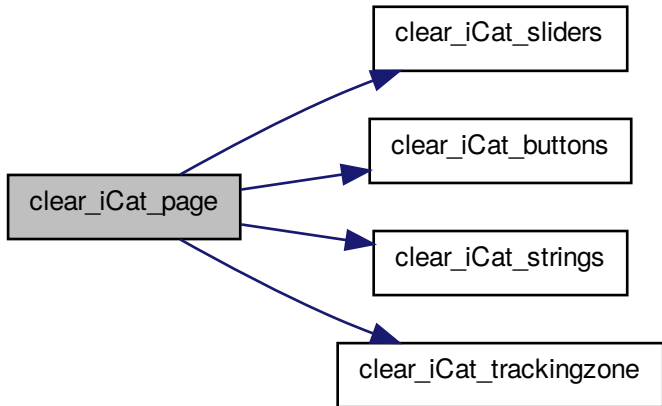 clear_iCat_page
clear_iCat_sliders
clear_iCat_buttons
clear_iCat_strings
clear_iCat_trackingzone